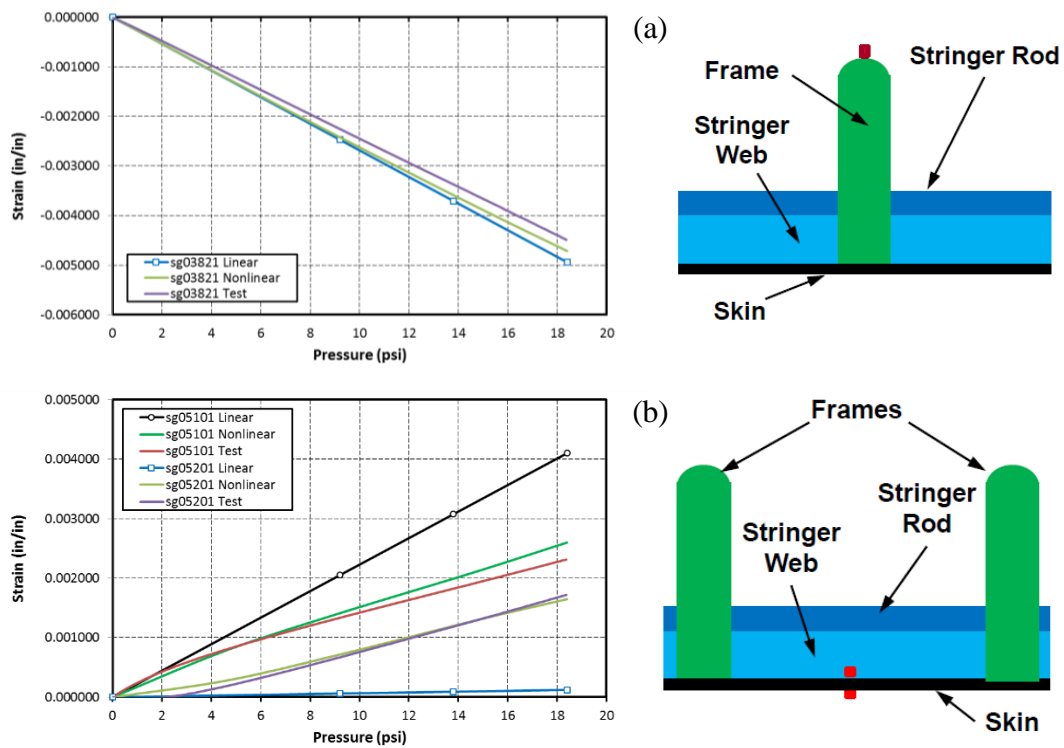 0.000000
-0.001000
-0.002000
-0.003000
-0.004000
-0.005000
-0.006000
Strain (in/in)
sg03821 Linear
sg03821 Nonlinear
sg03821 Test
0 2 4 6 8 10 12 14 16 18 20
Pressure (psi)
(a)
Frame
Stringer Rod
Stringer
Web
Skin
0.005000
0.004000
0.003000
0.002000
0.001000
0.000000
Strain (in/in)
sg05101 Linear
sg05101 Nonlinear
sg05101 Test
sg05201 Linear
sg05201 Nonlinear
sg05201 Test
0 2 4 6 8 10 12 14 16 18 20
Pressure (psi)
(b)
Frames
Stringer
Rod
Stringer
Web
Skin